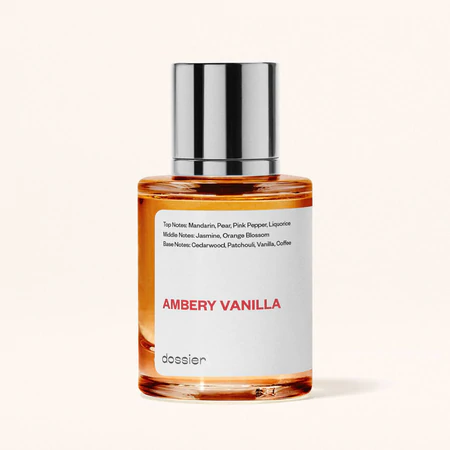 Top Notes: Mandarin, Pear, Pink Pepper, Liquorice
Middle Notes: Jasmine, Orange Blossom
Base Notes: Cedarwood, Patchouli, Vanilla, Coffee
AMBERY VANILLA
dossier